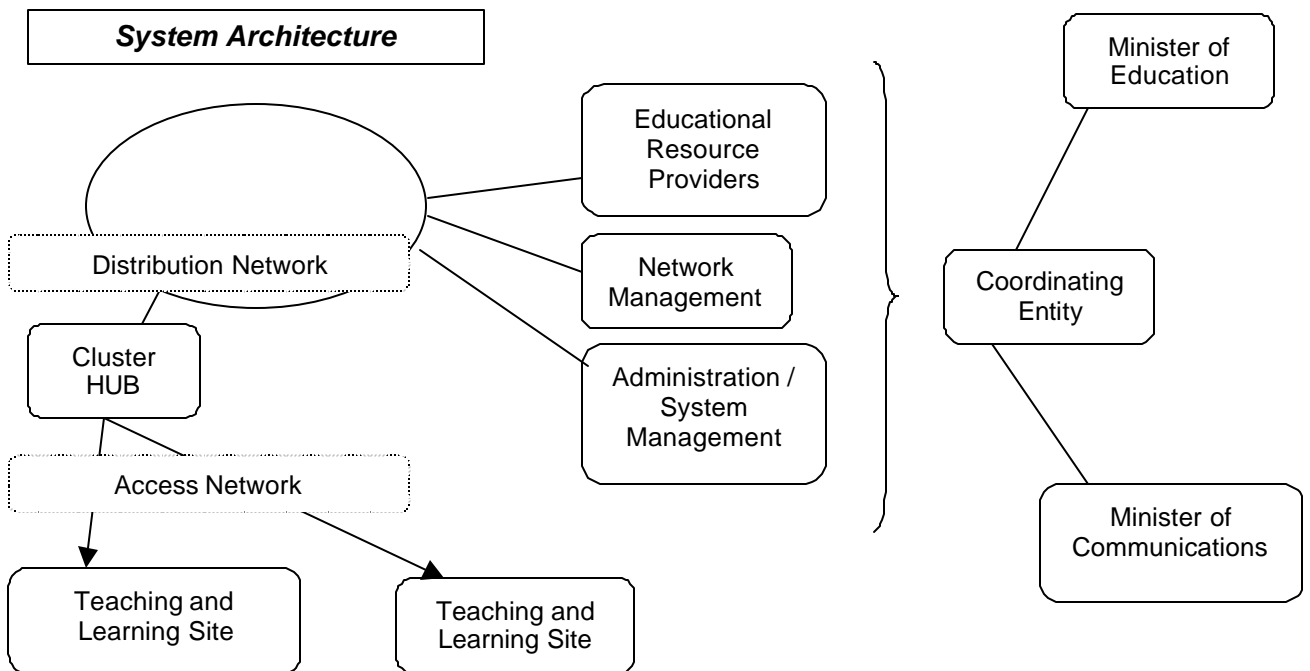 System Architecture
Educational
Resource
Providers
Distribution Network
Network
Management
Cluster
HUB
Administration /
System
Management
Access Network
Teaching and
Learning Site
Teaching and
Learning Site
Minister of
Education
Coordinating
Entity
Minister of
Communications